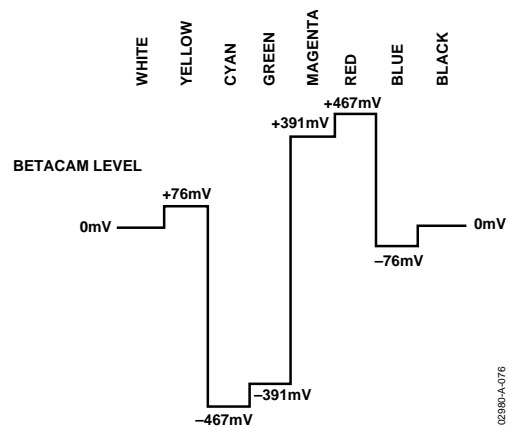 WHITE
YELLOW
CYAN
GREEN
MAGENTA
RED
BLUE
BLACK
BETACAM LEVEL
0mV
+76mV
–467mV
–391mV
+391mV
+467mV
–76mV
0mV
02980-A-076